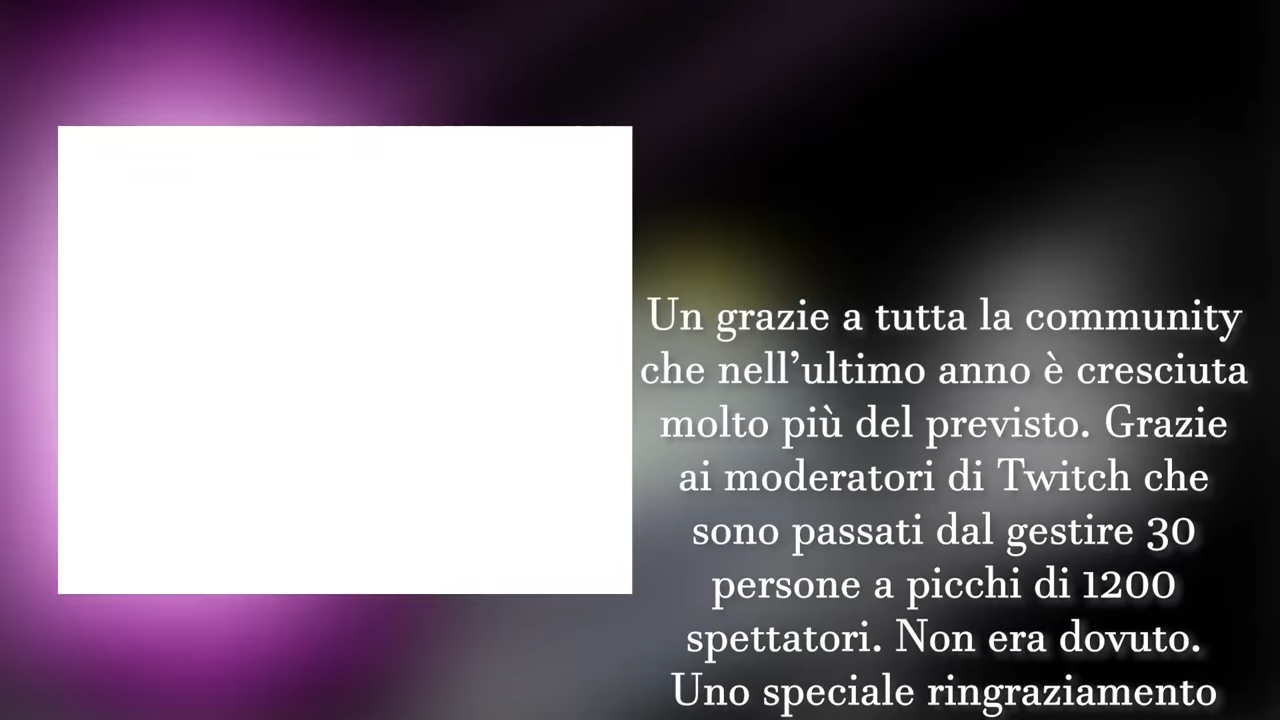 Un grazie a tutta la community
che nell’ultimo anno è cresciuta
molto più del previsto. Grazie
ai moderatori di Twitch che
sono passati dal gestire 30
persone a picchi di 1200
spettatori. Non era dovuto.
Uno speciale ringraziamento